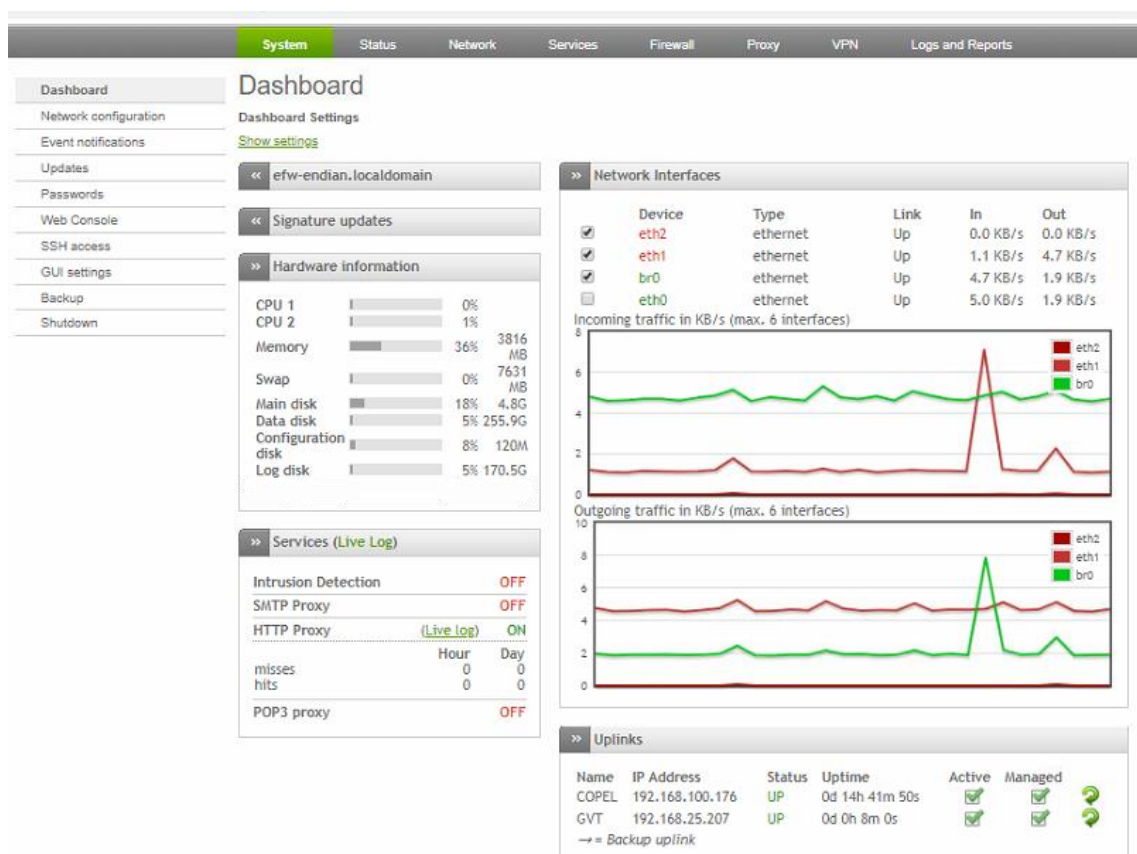 System Status Network Services Firewall Proxy VPN Logs and Reports
Dashboard
Network configuration
Event notifications
Updates
Passwords
Web Console
SSH access
GUI settings
Backup
Shutdown
Dashboard
Dashboard Settings
Show settings
« efw-endian.localdomain
« Signature updates
» Hardware information
CPU 1 0%
CPU 2 1%
Memory 36% 3816 MB
Swap 0% 7631 MB
Main disk 18% 4.8G
Data disk 5% 255.9G
Configuration disk 8% 120M
Log disk 5% 170.5G
» Services (Live Log)
Intrusion Detection OFF
SMTP Proxy OFF
HTTP Proxy (Live log) ON
Hour Day
misses 0 0
hits 0 0
POP3 proxy OFF
» Network Interfaces
Device Type Link In Out
eth2 ethernet Up 0.0 KB/s 0.0 KB/s
eth1 ethernet Up 1.1 KB/s 4.7 KB/s
br0 ethernet Up 4.7 KB/s 1.9 KB/s
eth0 ethernet Up 5.0 KB/s 1.9 KB/s
Incoming traffic in KB/s (max. 6 interfaces)
8
6
4
2
0
eth2
eth1
br0
Outgoing traffic in KB/s (max. 6 interfaces)
10
8
6
4
2
0
eth2
eth1
br0
» Uplinks
Name IP Address Status Uptime Active Managed
COPEL 192.168.100.176 UP 0d 14h 41m 50s
GVT 192.168.25.207 UP 0d 0h 8m 0s
→ = Backup uplink